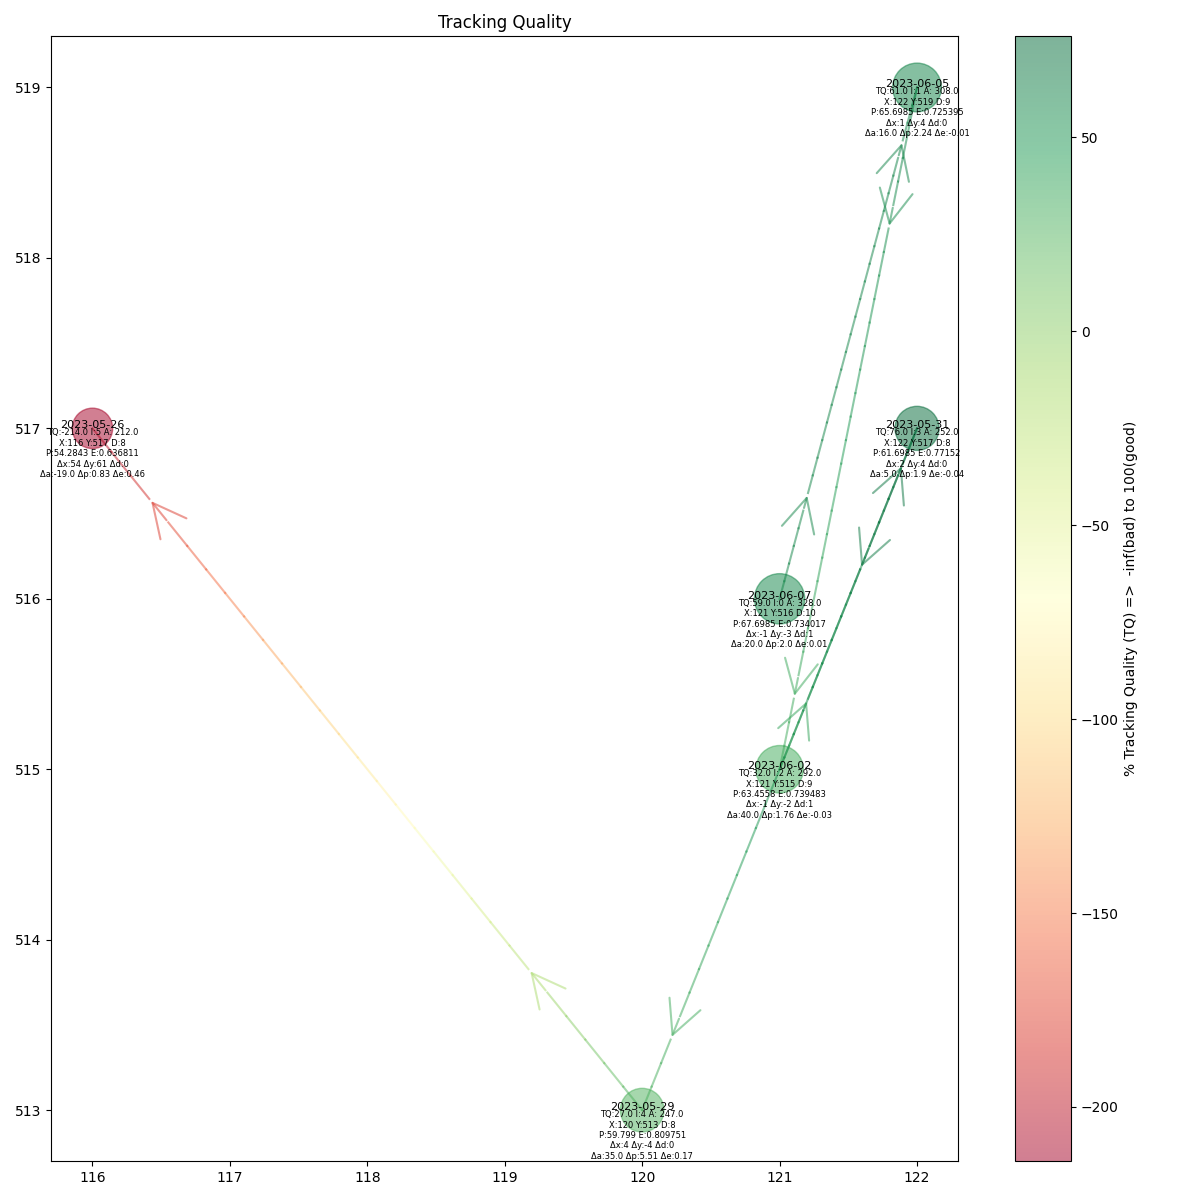 Tracking Quality
519
518
517
516
515
514
513
116
117
118
119
120
121
122
2023-06-05
TQ:61.0 I:1 A: 308.0
X:122 Y:519 D:9
P:65.6985 E:0.725395
Δx:1 Δy:4 Δd:0
Δa:16.0 Δp:2.24 Δe:-0.01
2023-05-26
TQ:-214.0 I:5 A: 212.0
X:116 Y:517 D:8
P:54.2843 E:0.636811
Δx:54 Δy:61 Δd:0
Δa:-19.0 Δp:0.83 Δe:0.46
2023-05-31
TQ:76.0 I:3 A: 252.0
X:122 Y:517 D:8
P:61.6985 E:0.77152
Δx:2 Δy:4 Δd:0
Δa:5.0 Δp:1.9 Δe:-0.04
2023-06-07
TQ:59.0 I:0 A: 328.0
X:121 Y:516 D:10
P:67.6985 E:0.734017
Δx:-1 Δy:-3 Δd:1
Δa:20.0 Δp:2.0 Δe:0.01
2023-06-02
TQ:32.0 I:2 A: 292.0
X:121 Y:515 D:9
P:63.4558 E:0.739483
Δx:-1 Δy:-2 Δd:1
Δa:40.0 Δp:1.76 Δe:-0.03
2023-05-29
TQ:27.0 I:4 A: 247.0
X:120 Y:513 D:8
P:59.799 E:0.809751
Δx:4 Δy:-4 Δd:0
Δa:35.0 Δp:5.51 Δe:0.17
50
0
−50
−100
−150
−200
% Tracking Quality (TQ) => -inf(bad) to 100(good)